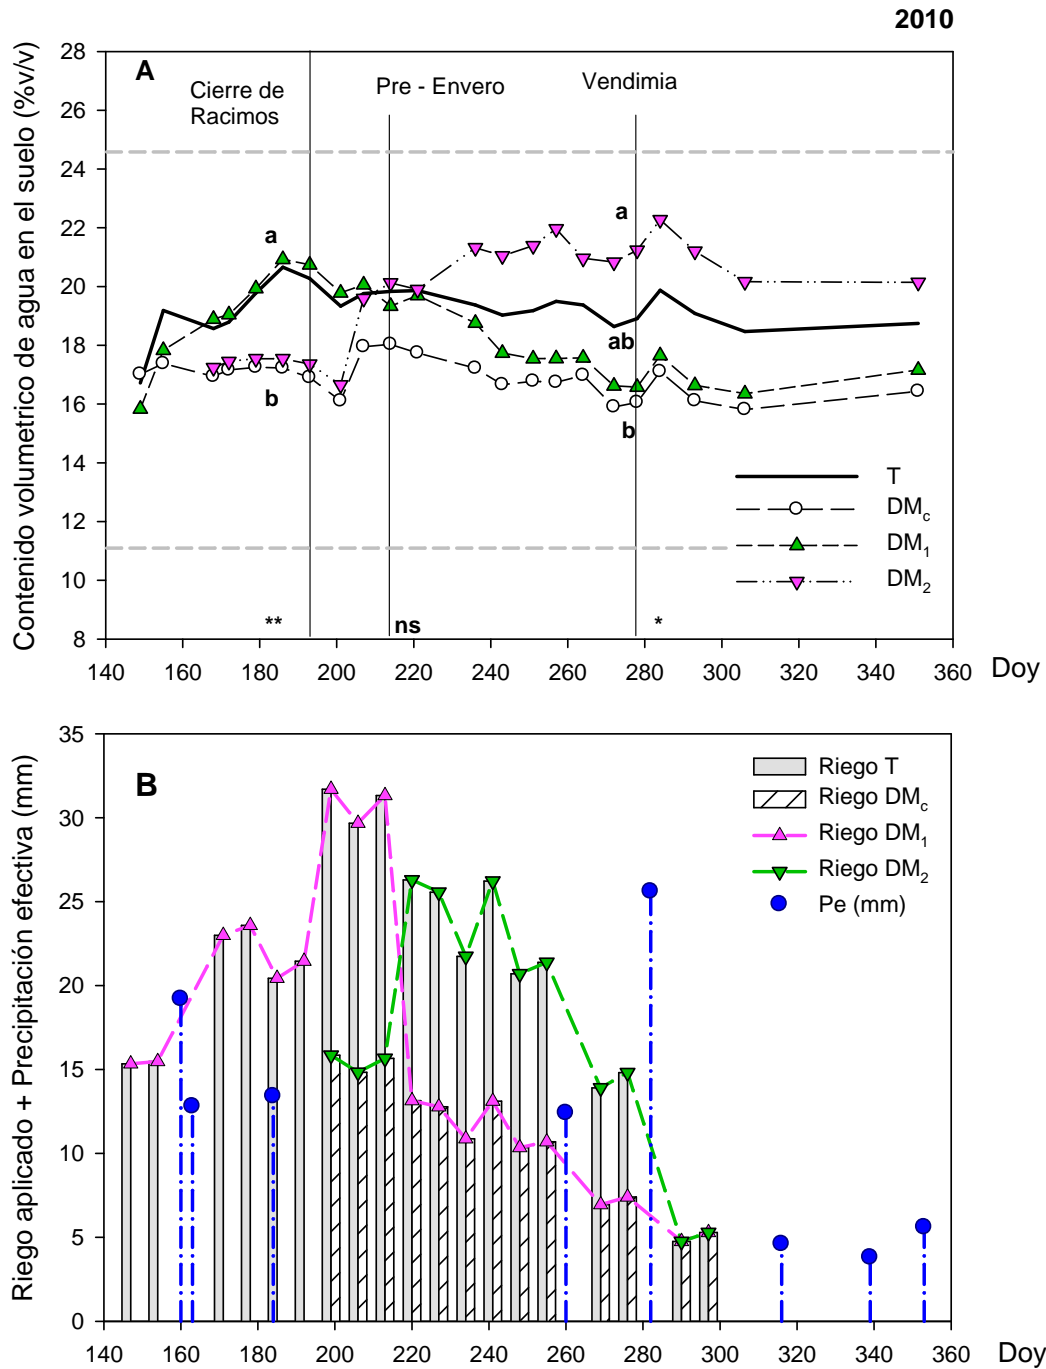 2010
Contenido volumetrico de agua en el suelo (%v/v)
28
26
24
22
20
18
16
14
12
10
8
A
Cierre de
Racimos
Pre - Envero
Vendimia
a
b
a
ab
b
T
DMc
DM1
DM2
**
ns
*
140 160 180 200 220 240 260 280 300 320 340 360
Doy
Riego aplicado + Precipitación efectiva (mm)
35
30
25
20
15
10
5
0
B
Riego T
Riego DMc
Riego DM1
Riego DM2
Pe (mm)
140 160 180 200 220 240 260 280 300 320 340 360
Doy